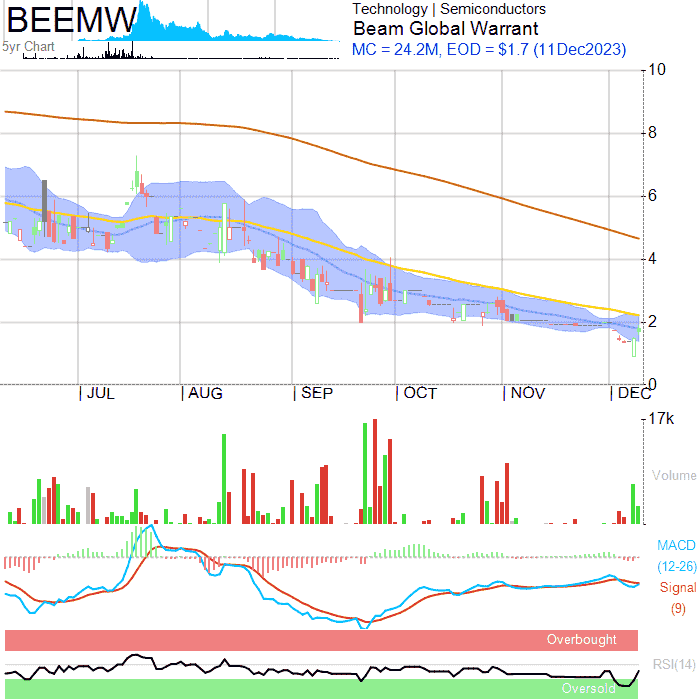 BEEMW
5yr Chart
Technology | Semiconductors
Beam Global Warrant
MC = 24.2M, EOD = $1.7 (11Dec2023)
10
8
6
4
2
0
| JUL
| AUG
| SEP
| OCT
| NOV
| DEC
17k
Volume
MACD
(12-26)
Signal
(9)
Overbought
RSI(14)
Oversold